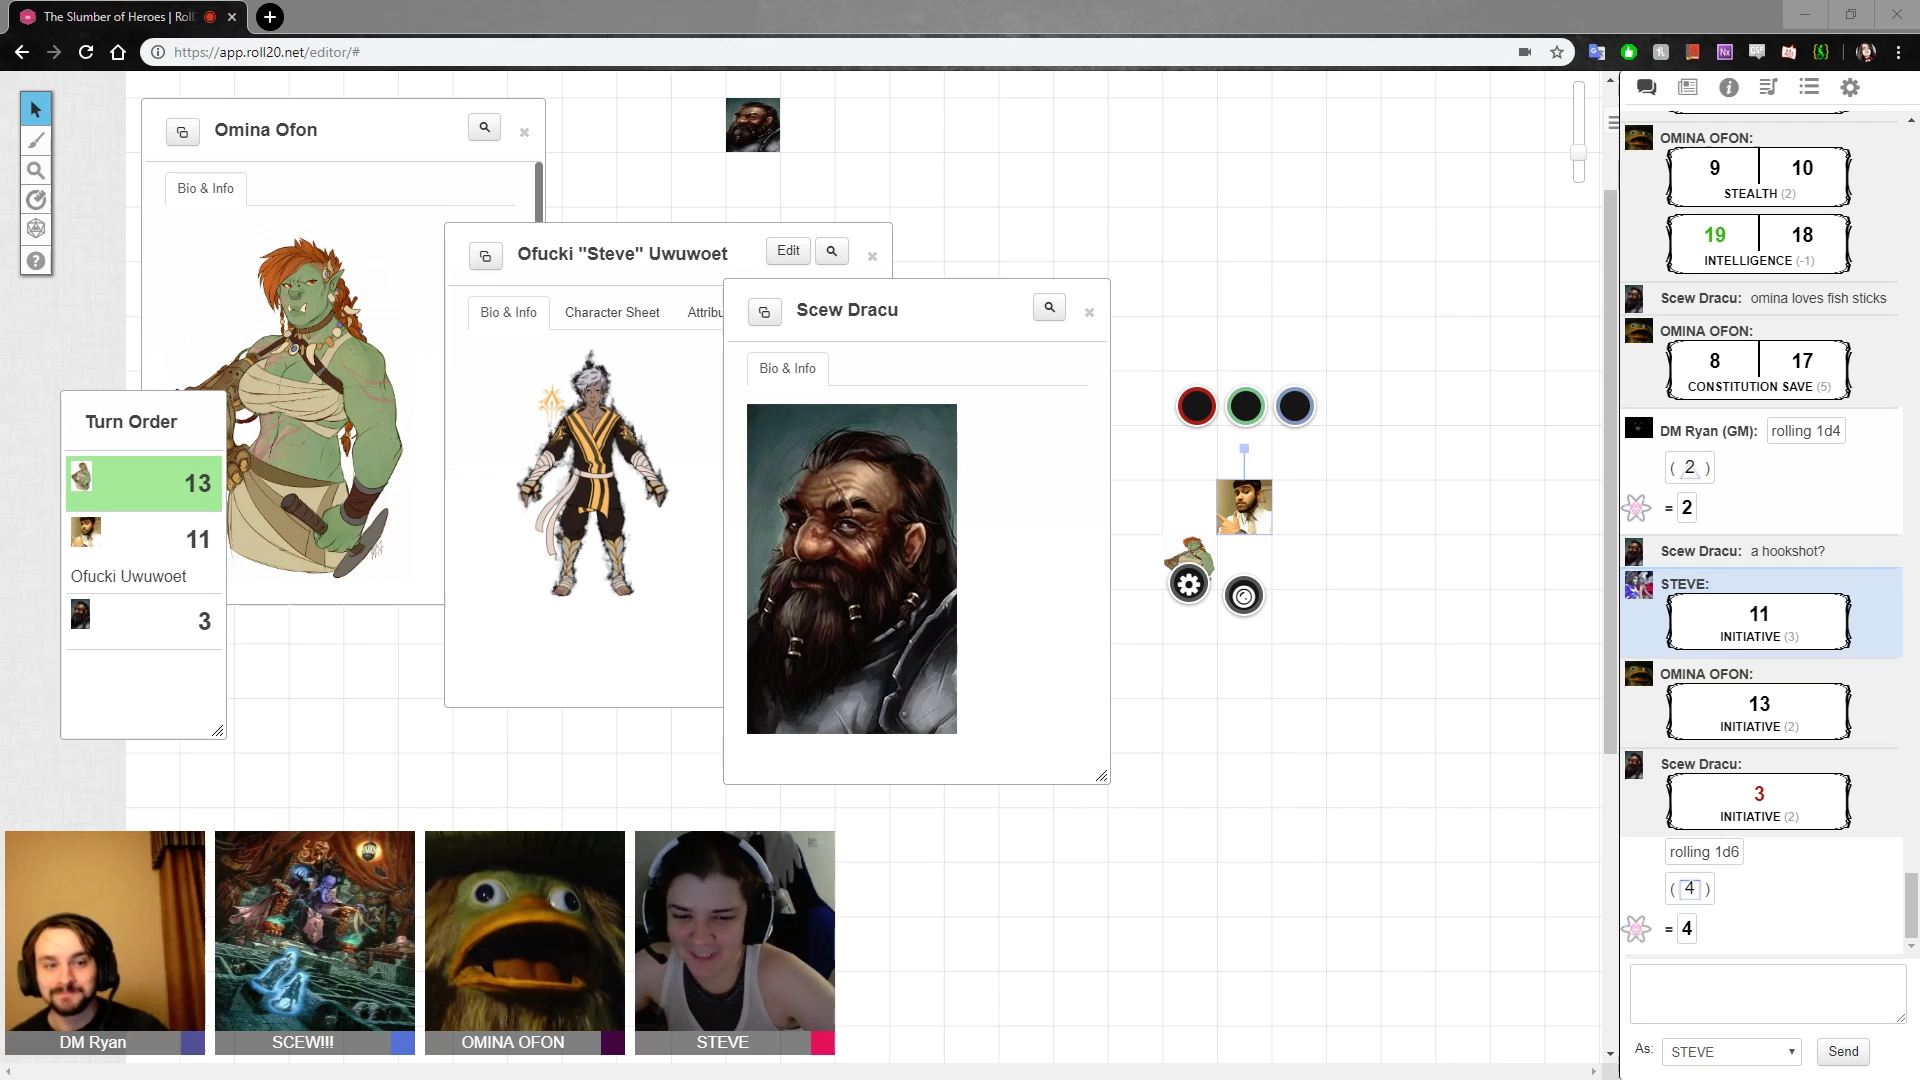 The Slumber of Heroes | Roll
https://app.roll20.net/editor/#
Omina Ofon
Bio & Info
Ofucki "Steve" Uwuwoet
Edit
Bio & Info
Character Sheet
Attribu
Scew Dracu
Bio & Info
Turn Order
13
11
Ofucki Uwuwoet
3
DM Ryan
SCEW!!!
OMINA OFON
STEVE
OMINA OFON:
9 10
STEALTH (2)
19 18
INTELLIGENCE (-1)
Scew Dracu: omina loves fish sticks
OMINA OFON:
8 17
CONSTITUTION SAVE (5)
DM Ryan (GM): rolling 1d4
( 2 )
= 2
Scew Dracu: a hookshot?
STEVE:
11
INITIATIVE (3)
OMINA OFON:
13
INITIATIVE (2)
Scew Dracu:
3
INITIATIVE (2)
rolling 1d6
( 4 )
= 4
As: STEVE
Send